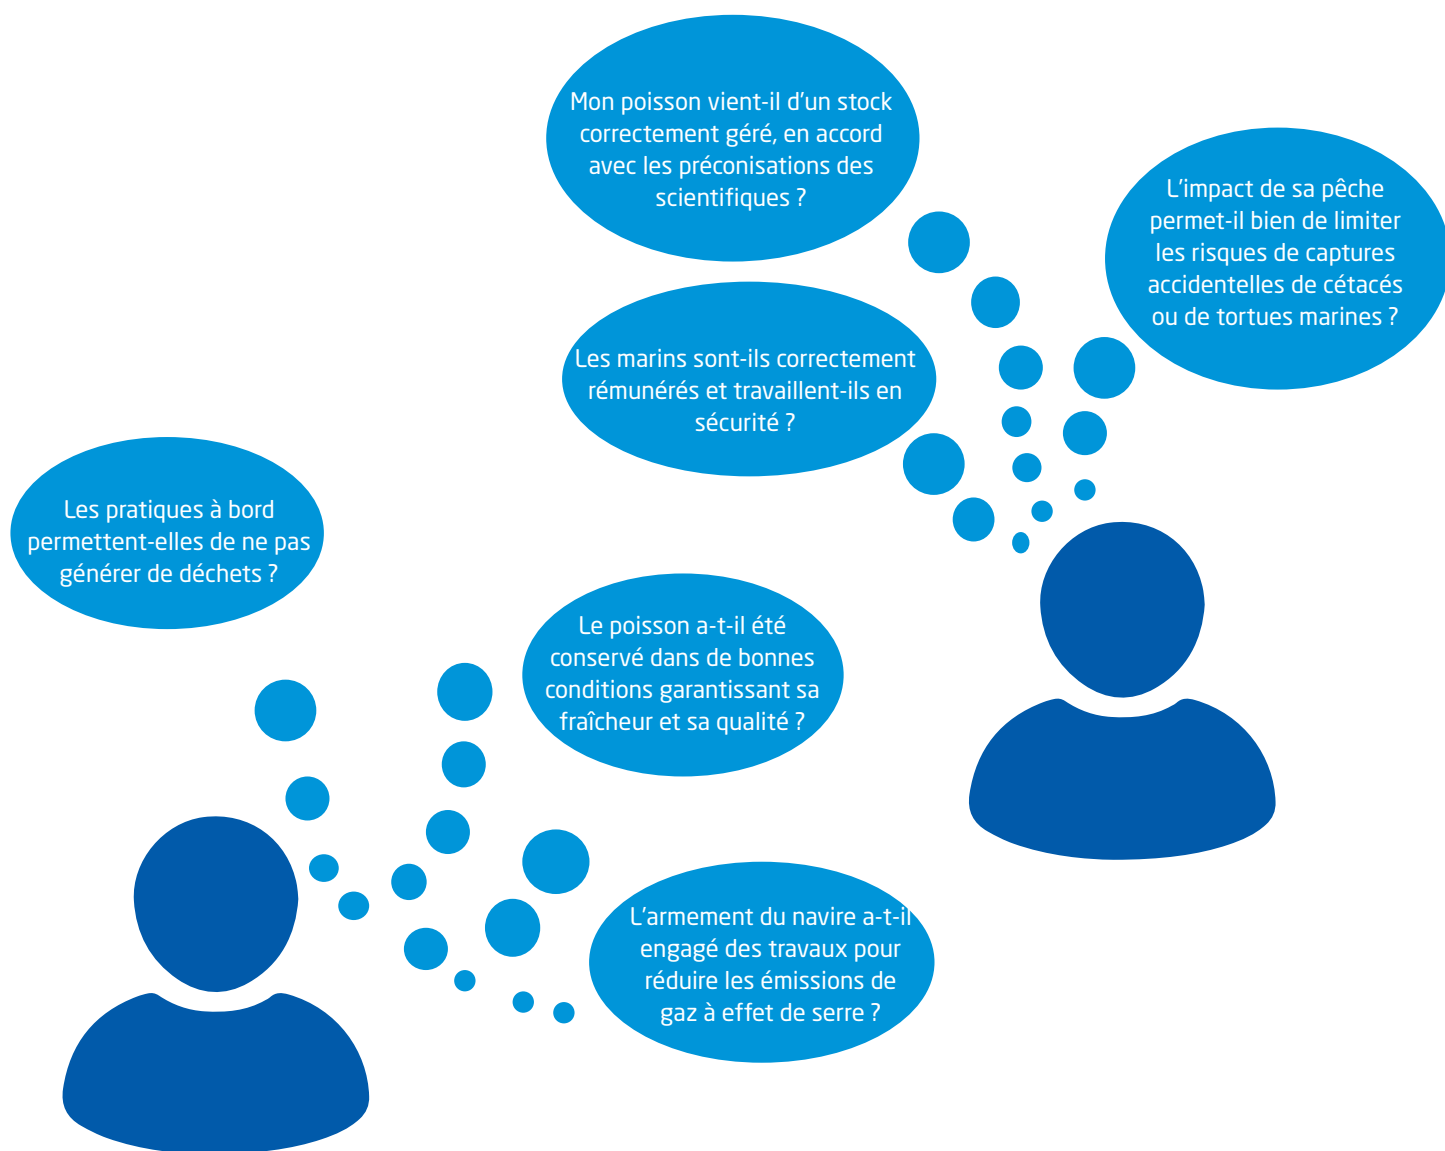 Mon poisson vient-il d'un stock
correctement géré, en accord
avec les préconisations des
scientifiques ?
L'impact de sa pêche
permet-il bien de limiter
les risques de captures
accidentelles de cétacés
ou de tortues marines ?
Les marins sont-ils correctement
rémunérés et travaillent-ils en
sécurité ?
Les pratiques à bord
permettent-elles de ne pas
générer de déchets ?
Le poisson a-t-il été
conservé dans de bonnes
conditions garantissant sa
fraîcheur et sa qualité ?
L'armement du navire a-t-il
engagé des travaux pour
réduire les émissions de
gaz à effet de serre ?